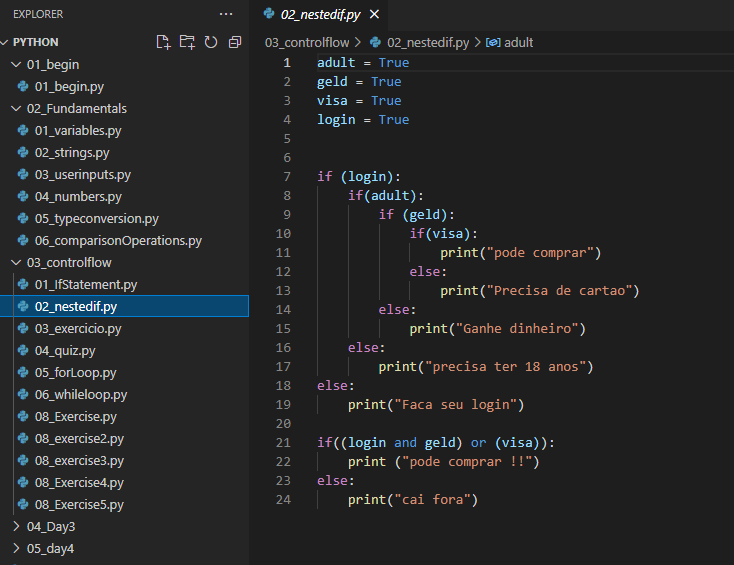 EXPLORER ...
PYTHON
01_begin
01_begin.py
02_Fundamentals
01_variables.py
02_strings.py
03_userinputs.py
04_numbers.py
05_typeconversion.py
06_comparisonOperations.py
03_controlflow
01_IfStatement.py
02_nestedif.py
03_exercicio.py
04_quiz.py
05_forLoop.py
06_whileloop.py
08_Exercise.py
08_exercise2.py
08_exercise3.py
08_Exercise4.py
08_Exercise5.py
04_Day3
05_day4
02_nestedif.py
03_controlflow > 02_nestedif.py > adult
1 adult = True
2 geld = True
3 visa = True
4 login = True
5
6
7 if (login):
8     if(adult):
9         if (geld):
10             if(visa):
11                 print("pode comprar")
12             else:
13                 print("Precisa de cartao")
14         else:
15             print("Ganhe dinheiro")
16     else:
17         print("precisa ter 18 anos")
18 else:
19     print("Faca seu login")
20
21 if((login and geld) or (visa)):
22     print ("pode comprar !!")
23 else:
24     print("cai fora")